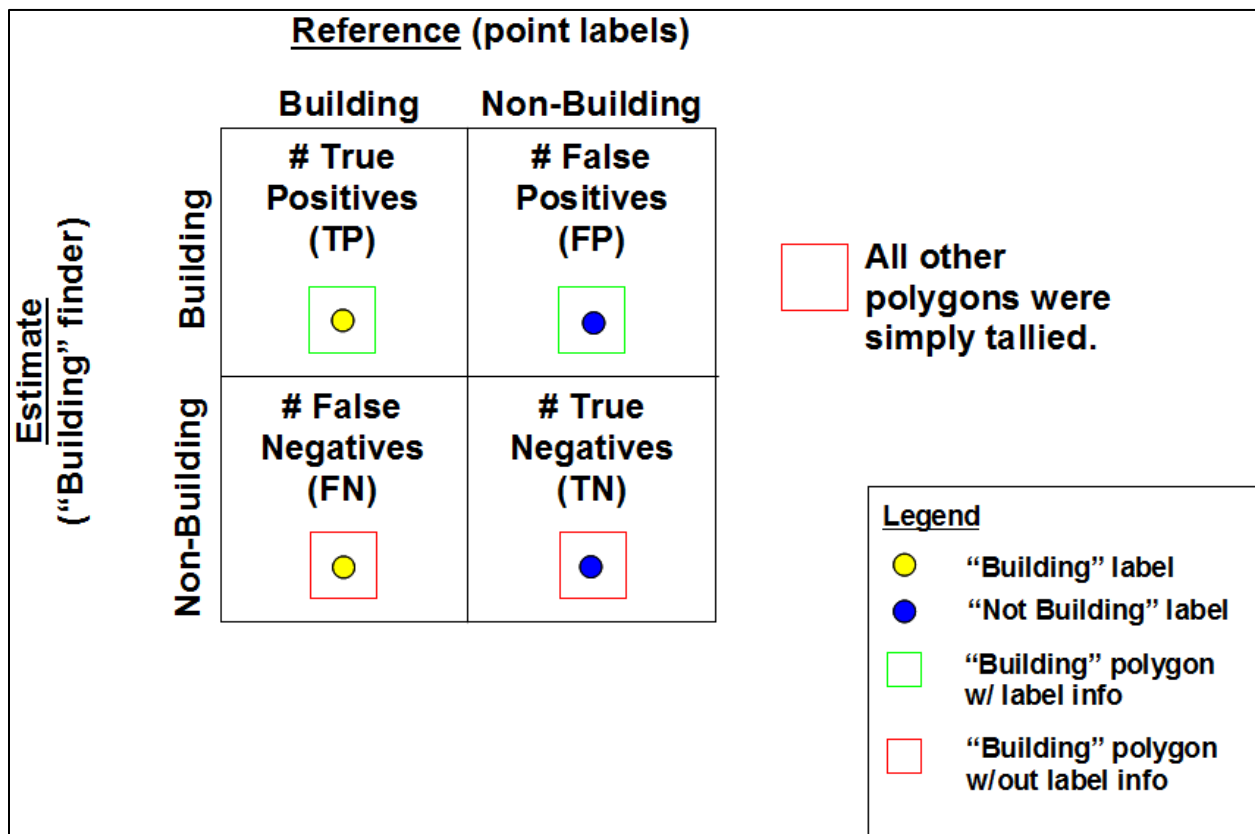 Reference (point labels)
Building
Non-Building
Estimate
(“Building” finder)
Building
# True
Positives
(TP)
# False
Positives
(FP)
All other
polygons were
simply tallied.
Non-Building
# False
Negatives
(FN)
# True
Negatives
(TN)
Legend
“Building” label
“Not Building” label
“Building” polygon
w/ label info
“Building” polygon
w/out label info